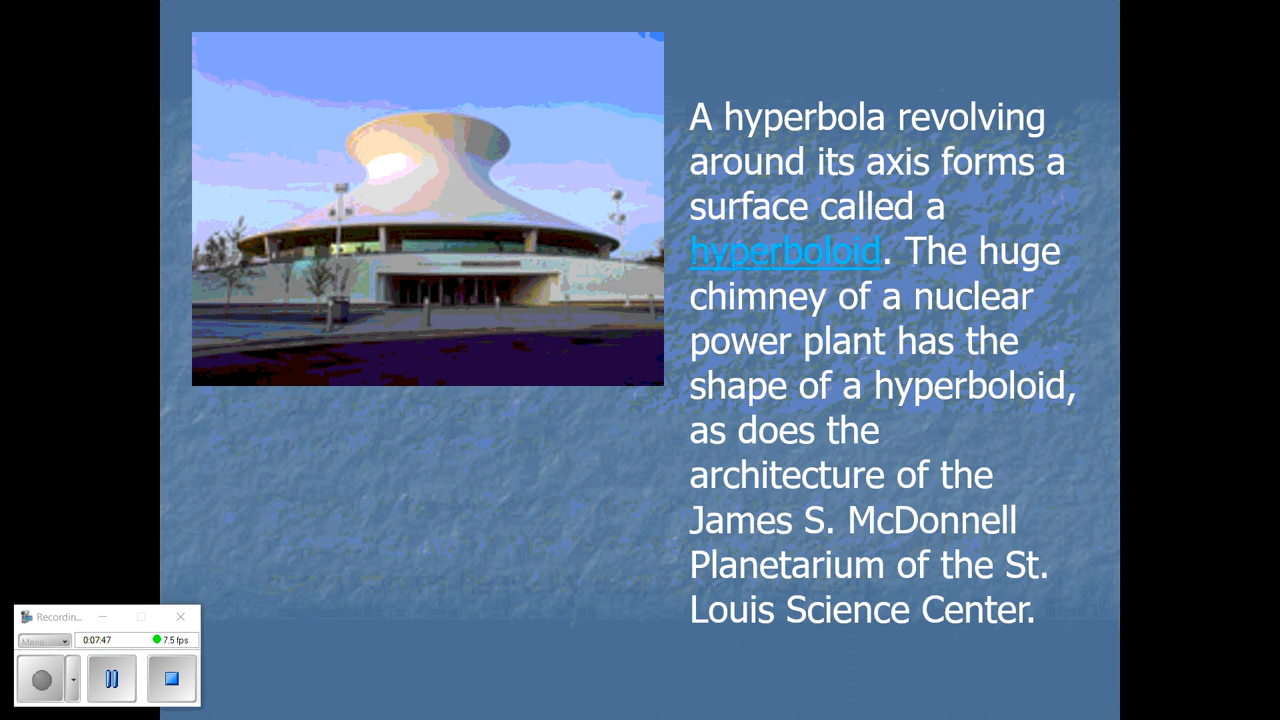 A hyperbola revolving
around its axis forms a
surface called a
hyperboloid. The huge
chimney of a nuclear
power plant has the
shape of a hyperboloid,
as does the
architecture of the
James S. McDonnell
Planetarium of the St.
Louis Science Center.
Recordin...
Menu
0:07:47
7.5 fps